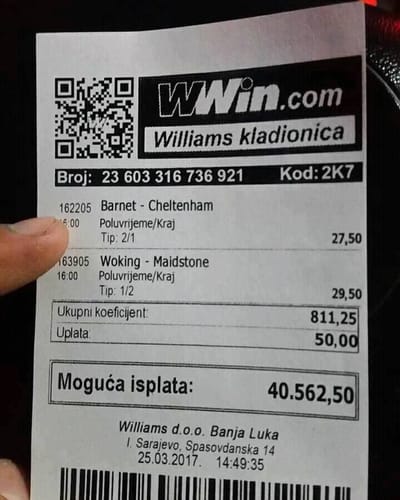 WWin.com
Williams kladionica
Broj: 23 603 316 736 921 Kod: 2K7
162205 Barnet - Cheltenham
:00 Poluvrijeme/Kraj
Tip: 2/1 27,50
163905 Woking - Maidstone
16:00 Poluvrijeme/Kraj
Tip: 1/2 29,50
Ukupni koeficijent: 811,25
Uplata: 50,00
Moguća isplata: 40.562,50
Williams d.o.o. Banja Luka
I. Sarajevo, Spasovdanska 14
25.03.2017. 14:49:35